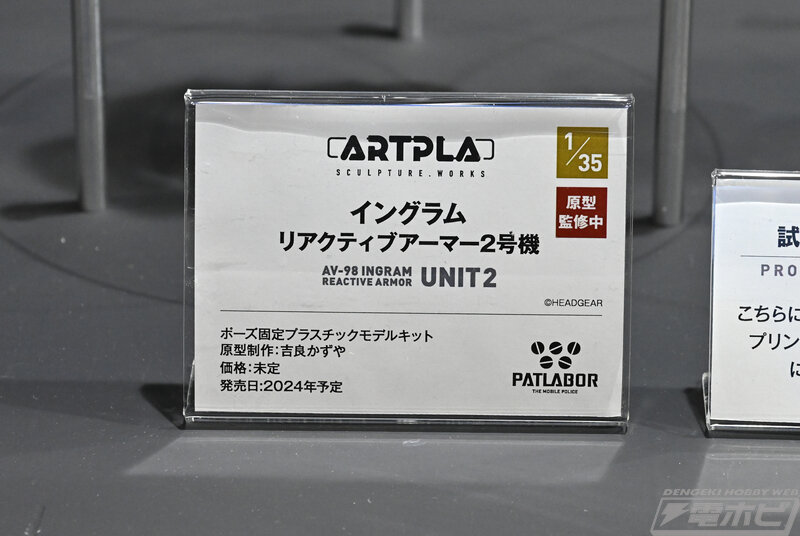 ARTPLA
SCULPTURE.WORKS
1/35
原型
監修中
イングラム
リアクティブアーマー2号機
AV-98 INGRAM
REACTIVE ARMOR
UNIT2
©HEADGEAR
ポーズ固定プラスチックモデルキット
原型制作:吉良かずや
価格:未定
発売日:2024年予定
PATLABOR
THE MOBILE POLICE
試
PRO
こちらに
プリン
に
DENGEKI HOBBY WEB
電ホビ